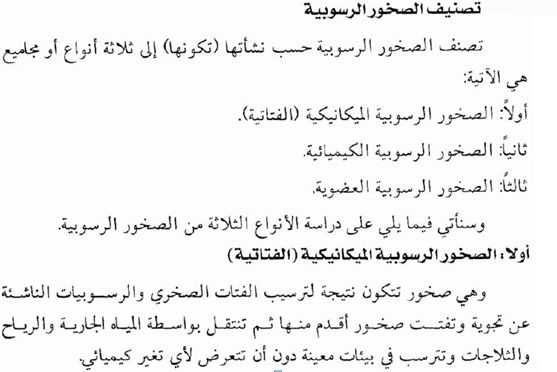 تصنيف الصخور الرسوبية
تصنف الصخور الرسوبية حسب نشأتها (تكونها) إلى ثلاثة أنواع أو مجاميع
هي الآتية:
أولاً: الصخور الرسوبية الميكانيكية (الفتاتية).
ثانياً: الصخور الرسوبية الكيميائية.
ثالثاً: الصخور الرسوبية العضوية.
وسنأتي فيما يلي على دراسة الأنواع الثلاثة من الصخور الرسوبية.
أولا: الصخور الرسوبية الميكانيكية (الفتاتية)
وهي صخور تتكون نتيجة لترسيب الفتات الصخري والرسوبيات الناشئة
عن تجوية وتفتت صخور أقدم منها ثم تنتقل بواسطة المياه الجارية والرياح
والثلاجات وتترسب في بيئات معينة دون أن تتعرض لأي تغير كيميائي.